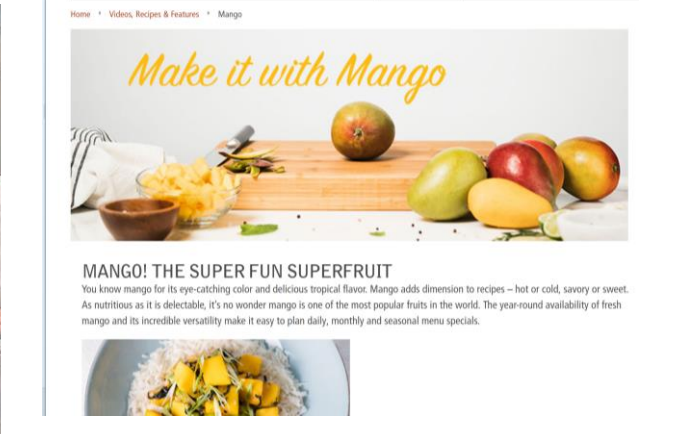 Home • Videos, Recipes & Features • Mango
Make it with Mango
MANGO! THE SUPER FUN SUPERFRUIT
You know mango for its eye-catching color and delicious tropical flavor. Mango adds dimension to recipes – hot or cold, savory or sweet.
As nutritious as it is delectable, it's no wonder mango is one of the most popular fruits in the world. The year-round availability of fresh
mango and its incredible versatility make it easy to plan daily, monthly and seasonal menu specials.